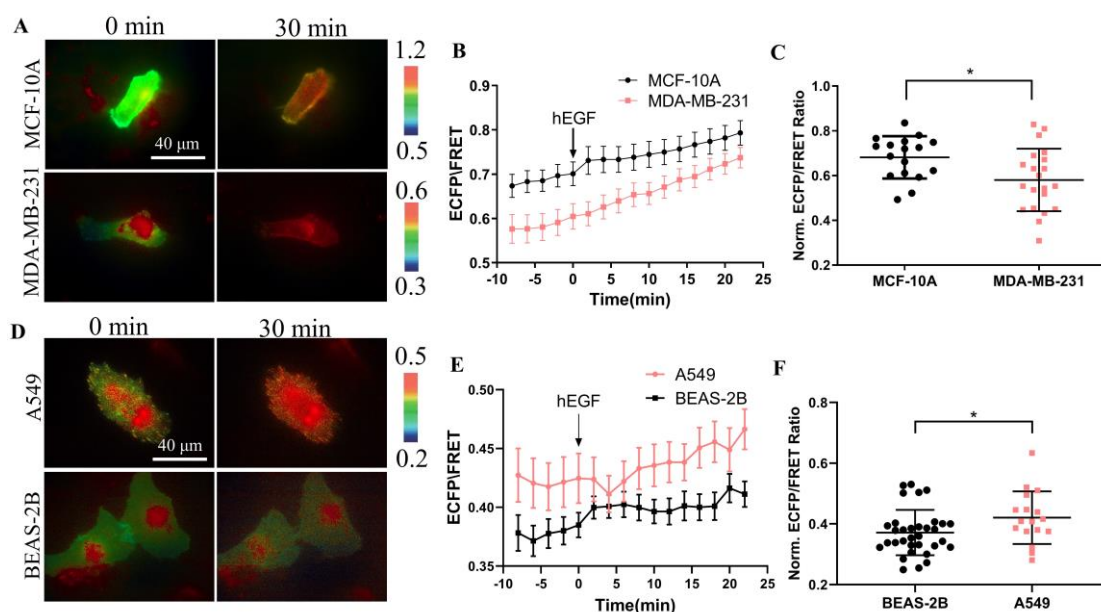 A
0 min
30 min
MCF-10A
40 μm
1.2
0.5
MDA-MB-231
0.6
0.3
B
MCF-10A
MDA-MB-231
hEGF
ECFP\FRET
0.9
0.8
0.7
0.6
0.5
-10 -5 0 5 10 15 20 25
Time(min)
C
*
Norm. ECFP/FRET Ratio
1.0
0.8
0.6
0.4
0.2
MCF-10A MDA-MB-231
D
0 min
30 min
A549
40 μm
0.5
0.2
BEAS-2B
E
A549
BEAS-2B
hEGF
ECFP\FRET
0.50
0.45
0.40
0.35
-10 -5 0 5 10 15 20 25
Time(min)
F
*
Norm. ECFP/FRET Ratio
0.8
0.6
0.4
0.2
BEAS-2B A549